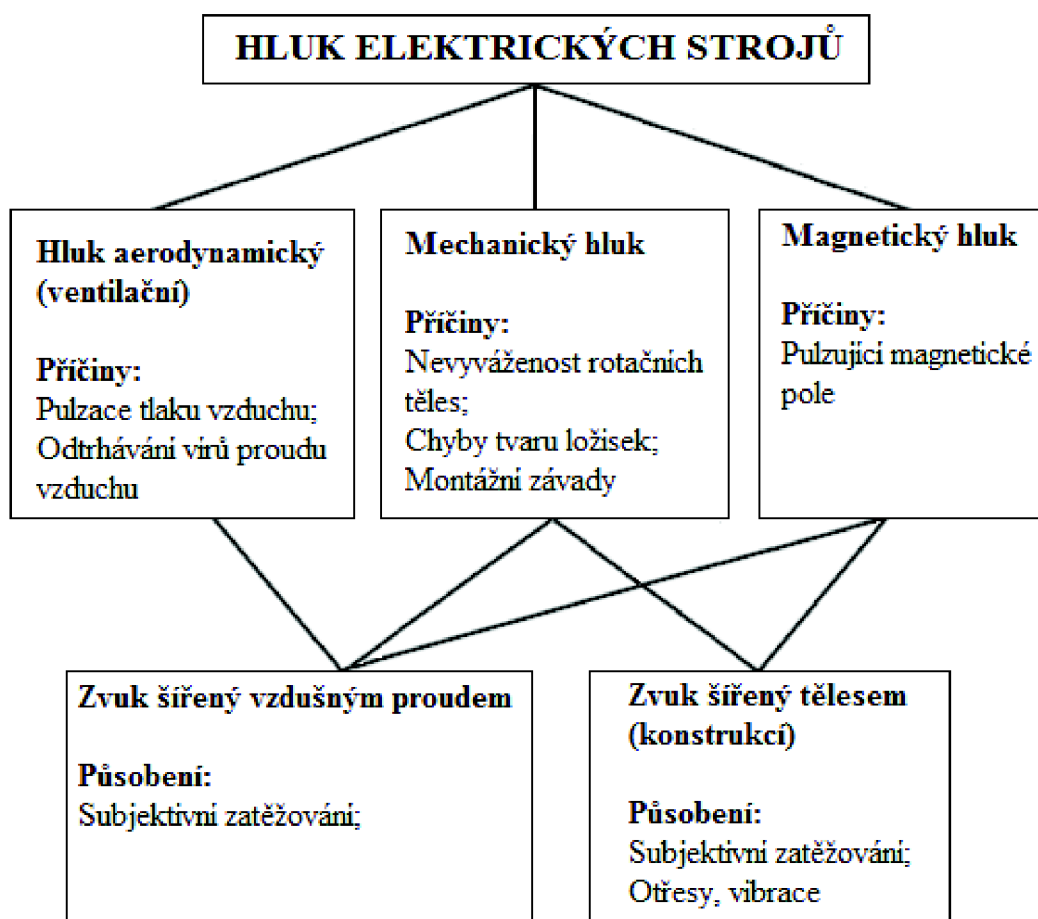 HLUK ELEKTRICKÝCH STROJŮ
Hluk aerodynamický
(ventilační)
Příčiny:
Pulzace tlaku vzduchu;
Odtrhávání virů proudu
vzduchu
Mechanický hluk
Příčiny:
Nevyváženost rotačních
těles;
Chyby tvaru ložisek;
Montážní závady
Magnetický hluk
Příčiny:
Pulzující magnetické
pole
Zvuk šířený vzdušným proudem
Působení:
Subjektivní zatěžování;
Zvuk šířený tělesem
(konstrukcí)
Působení:
Subjektivní zatěžování;
Otřesy, vibrace